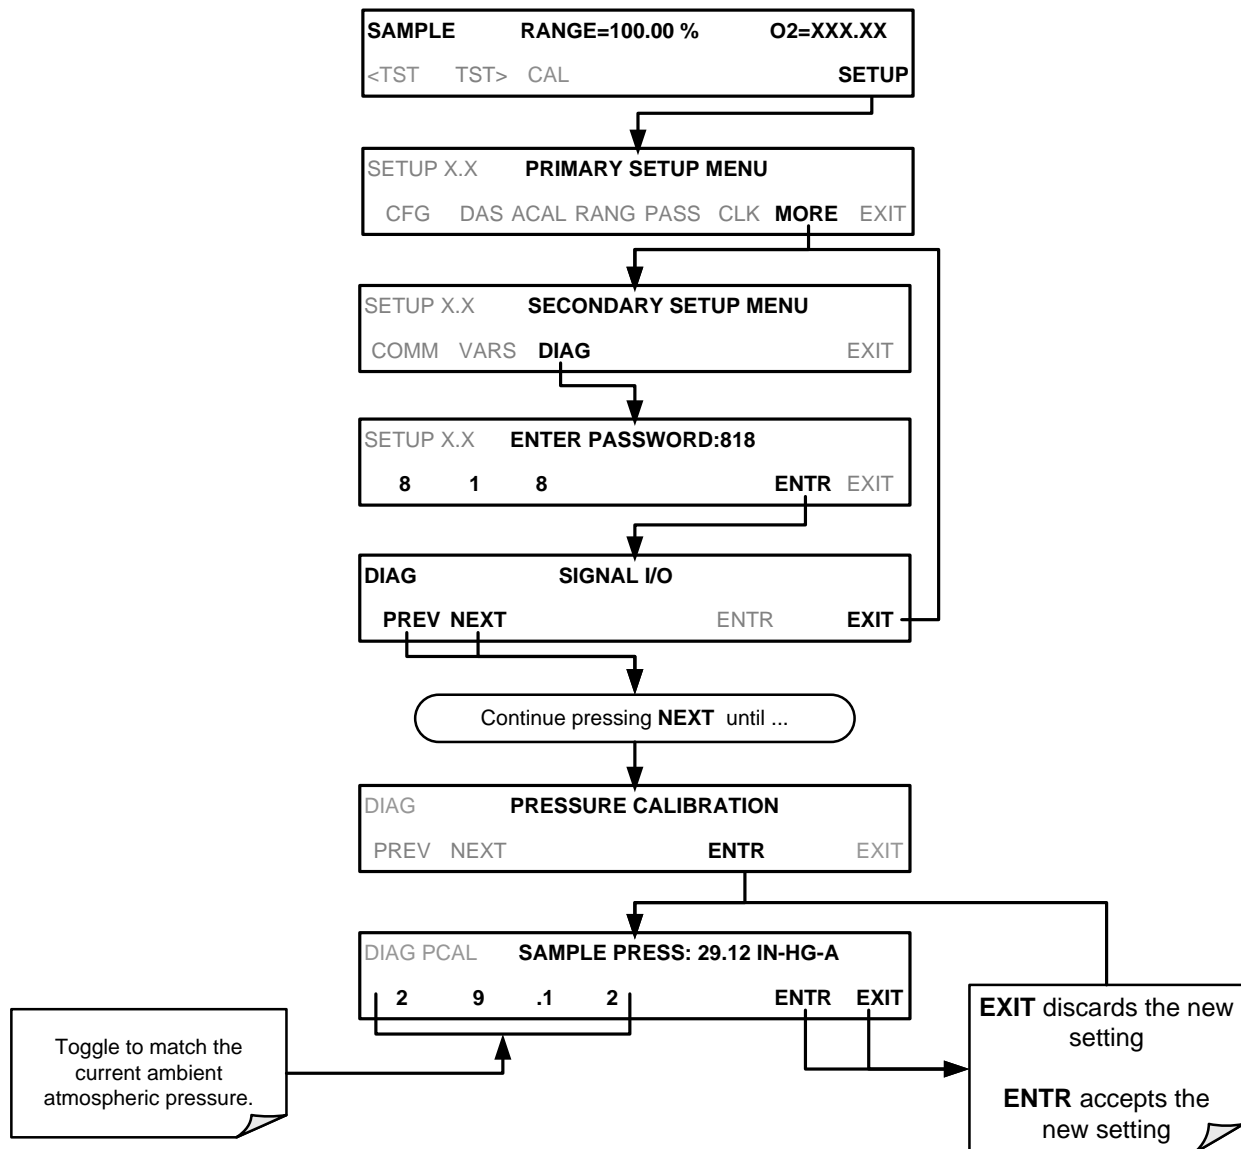 SAMPLE RANGE=100.00 % O2=XXX.XX
<TST TST> CAL SETUP
SETUP X.X PRIMARY SETUP MENU
CFG DAS ACAL RANG PASS CLK MORE EXIT
SETUP X.X SECONDARY SETUP MENU
COMM VARS DIAG EXIT
SETUP X.X ENTER PASSWORD:818
8 1 8 ENTR EXIT
DIAG SIGNAL I/O
PREV NEXT ENTR EXIT
Continue pressing NEXT until ...
DIAG PRESSURE CALIBRATION
PREV NEXT ENTR EXIT
DIAG PCAL SAMPLE PRESS: 29.12 IN-HG-A
2 9 .1 2 ENTR EXIT
Toggle to match the
current ambient
atmospheric pressure.
EXIT discards the new
setting
ENTR accepts the
new setting